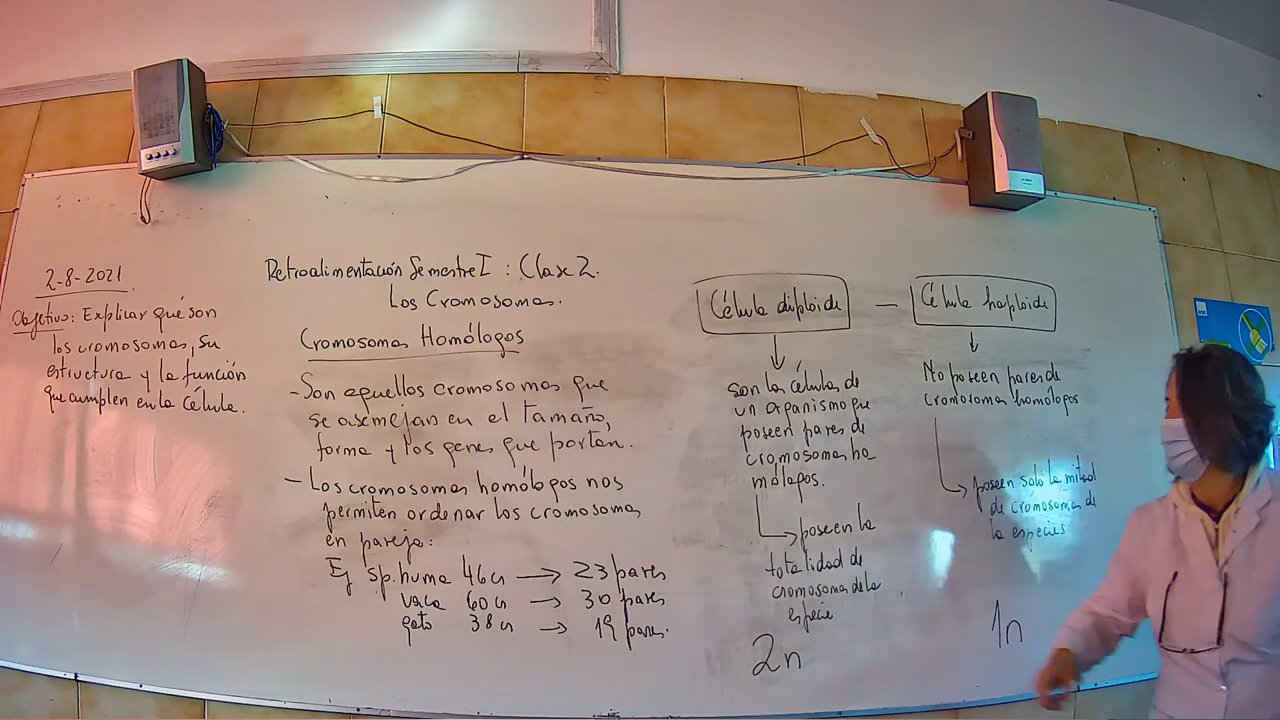 2-8-2021
Objetivo: Explicar qué son
los cromosomas, su
estructura y la función
que cumplen en la Célula.
Retroalimentación Semestre I : Clase 2.
Los Cromosomas.
Cromosomas Homólogos
- Son aquellos cromosomas que
se asemejan en el tamaño,
forma y los genes que portan.
- Los cromosomas homólogos nos
permiten ordenar los cromosomas
en pareja:
Ej sp. huma 46 cr → 23 pares
vaca 60 cr → 30 pares
gato 38 cr → 19 pares.
Célula diploide — Célula haploide
son las células de
un organismo que
poseen pares de
cromosomas ho
mólogos.
poseen la
totalidad de
cromosomas de la
especie
2n
No poseen pares de
cromosomas homólogos
poseen solo la mitad
de cromosomas de
la especies
1n